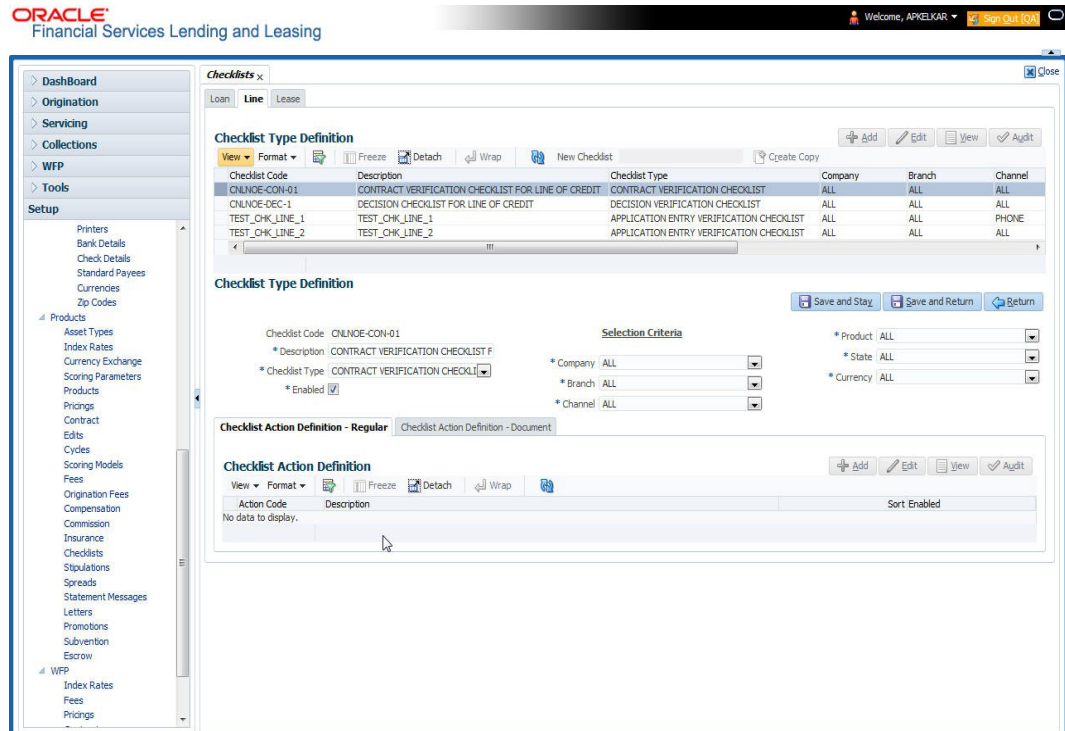 ORACLE®
Financial Services Lending and Leasing
Welcome, APKELKAR
Sign Out [QA]
Close
DashBoard
Origination
Servicing
Collections
WFP
Tools
Setup
Printers
Bank Details
Check Details
Standard Payees
Currencies
Zip Codes
Products
Asset Types
Index Rates
Currency Exchange
Scoring Parameters
Products
Pricings
Contract
Edits
Cycles
Scoring Models
Fees
Origination Fees
Compensation
Commission
Insurance
Checklists
Stipulations
Spreads
Statement Messages
Letters
Promotions
Subvention
Escrow
WFP
Index Rates
Fees
Pricings
Checklists x
Loan Line Lease
Checklist Type Definition
Add Edit View Audit
View Format Freeze Detach Wrap New Checklist Create Copy
Checklist Code Description Checklist Type Company Branch Channel
CNLNOE-CON-01 CONTRACT VERIFICATION CHECKLIST FOR LINE OF CREDIT CONTRACT VERIFICATION CHECKLIST ALL ALL ALL
CNLNOE-DEC-1 DECISION CHECKLIST FOR LINE OF CREDIT DECISION VERIFICATION CHECKLIST ALL ALL ALL
TEST_CHK_LINE_1 TEST_CHK_LINE_1 APPLICATION ENTRY VERIFICATION CHECKLIST ALL ALL PHONE
TEST_CHK_LINE_2 TEST_CHK_LINE_2 APPLICATION ENTRY VERIFICATION CHECKLIST ALL ALL ALL
Checklist Type Definition
Save and Stay Save and Return Return
Checklist Code CNLNOE-CON-01
* Description CONTRACT VERIFICATION CHECKLIST F
* Checklist Type CONTRACT VERIFICATION CHECKLI
* Enabled
Selection Criteria
* Company ALL
* Branch ALL
* Channel ALL
* Product ALL
* State ALL
* Currency ALL
Checklist Action Definition - Regular Checklist Action Definition - Document
Checklist Action Definition
Add Edit View Audit
View Format Freeze Detach Wrap
Action Code Description Sort Enabled
No data to display.